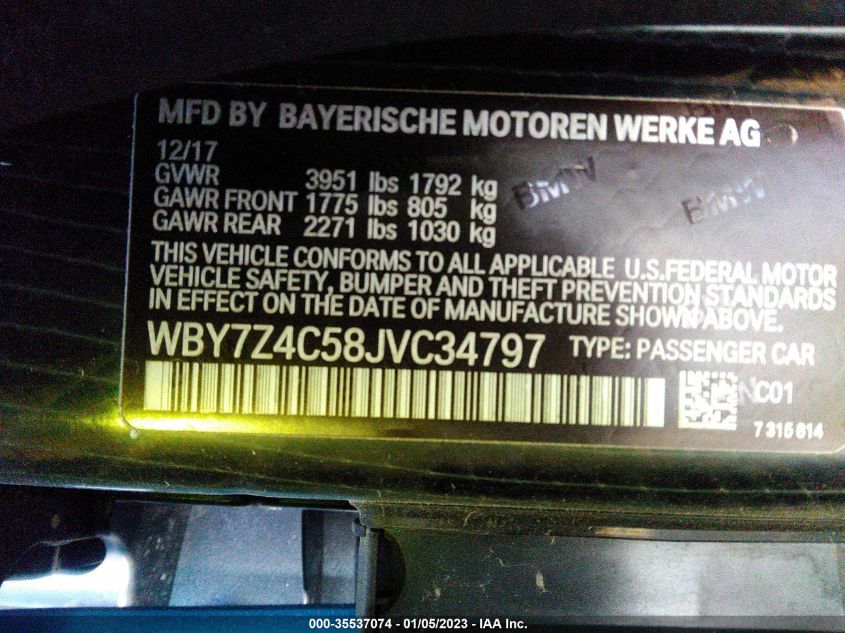 MFD BY BAYERISCHE MOTOREN WERKE AG
12/17
GVWR 3951 lbs 1792 kg
GAWR FRONT 1775 lbs 805 kg
GAWR REAR 2271 lbs 1030 kg
BMW BMW
THIS VEHICLE CONFORMS TO ALL APPLICABLE U.S.FEDERAL MOTOR
VEHICLE SAFETY, BUMPER AND THEFT PREVENTION STANDARDS
IN EFFECT ON THE DATE OF MANUFACTURE SHOWN ABOVE.
WBY7Z4C58JVC34797 TYPE: PASSENGER CAR
NC01
7 315 614
000-35537074 — 01/05/2023 — IAA Inc.